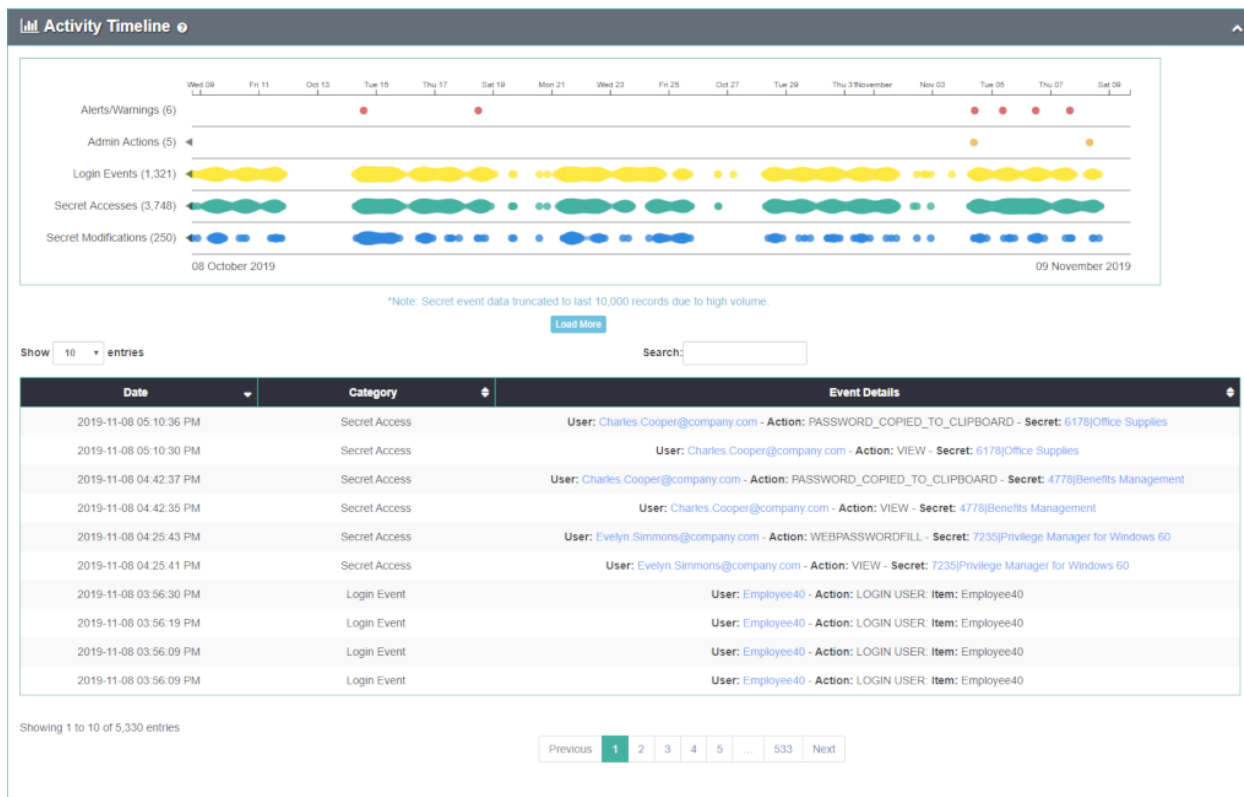 Activity Timeline
Wed 09 Fri 11 Oct 13 Tue 15 Thu 17 Sat 19 Mon 21 Wed 23 Fri 25 Oct 27 Tue 29 Thu 31 November Nov 03 Tue 05 Thu 07 Sat 09
Alerts/Warnings (6)
Admin Actions (5)
Login Events (1,321)
Secret Accesses (3,748)
Secret Modifications (250)
08 October 2019 09 November 2019
*Note: Secret event data truncated to last 10,000 records due to high volume.
Load More
Show 10 entries Search:
Date Category Event Details
2019-11-08 05:10:36 PM Secret Access User: Charles.Cooper@company.com - Action: PASSWORD_COPIED_TO_CLIPBOARD - Secret: 6178|Office Supplies
2019-11-08 05:10:30 PM Secret Access User: Charles.Cooper@company.com - Action: VIEW - Secret: 6178|Office Supplies
2019-11-08 04:42:37 PM Secret Access User: Charles.Cooper@company.com - Action: PASSWORD_COPIED_TO_CLIPBOARD - Secret: 4778|Benefits Management
2019-11-08 04:42:35 PM Secret Access User: Charles.Cooper@company.com - Action: VIEW - Secret: 4778|Benefits Management
2019-11-08 04:25:43 PM Secret Access User: Evelyn.Simmons@company.com - Action: WEBPASSWORDFILL - Secret: 7235|Privilege Manager for Windows 60
2019-11-08 04:25:41 PM Secret Access User: Evelyn.Simmons@company.com - Action: VIEW - Secret: 7235|Privilege Manager for Windows 60
2019-11-08 03:56:30 PM Login Event User: Employee40 - Action: LOGIN USER: Item: Employee40
2019-11-08 03:56:19 PM Login Event User: Employee40 - Action: LOGIN USER: Item: Employee40
2019-11-08 03:56:09 PM Login Event User: Employee40 - Action: LOGIN USER: Item: Employee40
2019-11-08 03:56:09 PM Login Event User: Employee40 - Action: LOGIN USER: Item: Employee40
Showing 1 to 10 of 5,330 entries
Previous 1 2 3 4 5 ... 533 Next